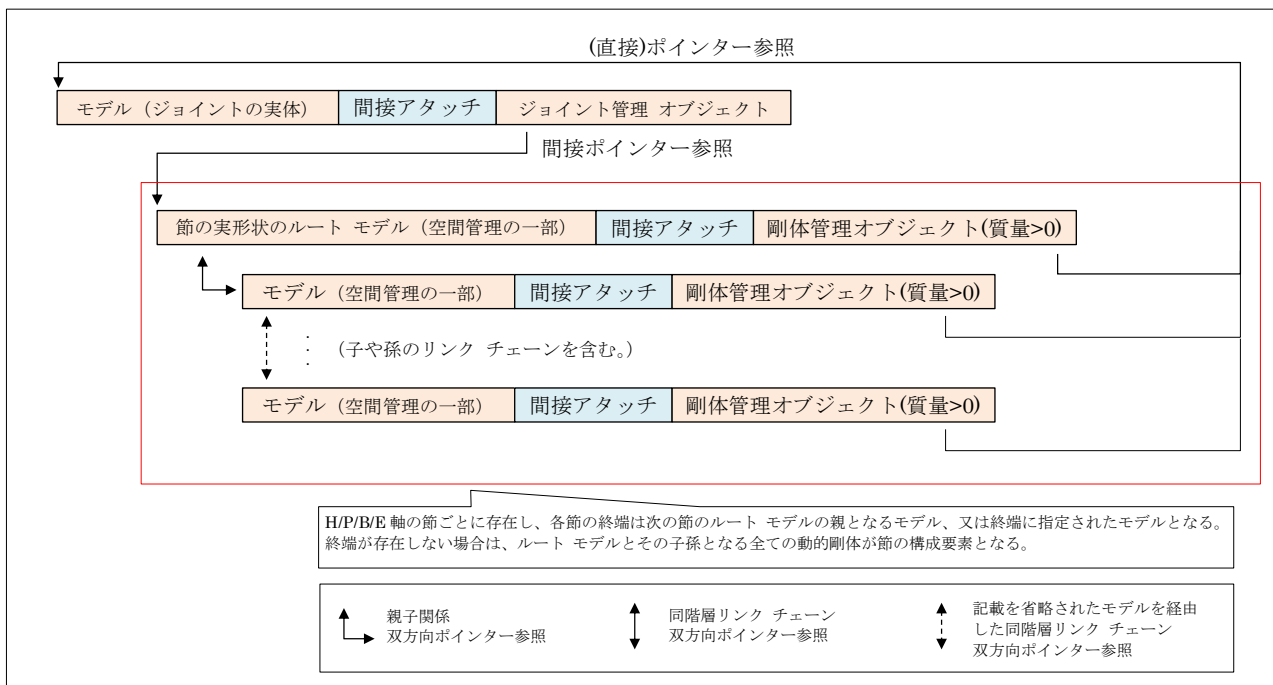 (直接)ポインター参照
モデル（ジョイントの実体） 間接アタッチ ジョイント管理 オブジェクト
間接ポインター参照
節の実形状のルート モデル（空間管理の一部） 間接アタッチ 剛体管理オブジェクト(質量>0)
モデル（空間管理の一部） 間接アタッチ 剛体管理オブジェクト(質量>0)
（子や孫のリンク チェーンを含む。）
モデル（空間管理の一部） 間接アタッチ 剛体管理オブジェクト(質量>0)
H/P/B/E 軸の節ごとに存在し、各節の終端は次の節のルート モデルの親となるモデル、又は終端に指定されたモデルとなる。
終端が存在しない場合は、ルート モデルとその子孫となる全ての動的剛体が節の構成要素となる。
親子関係
双方向ポインター参照
同階層リンク チェーン
双方向ポインター参照
記載を省略されたモデルを経由
した同階層リンク チェーン
双方向ポインター参照